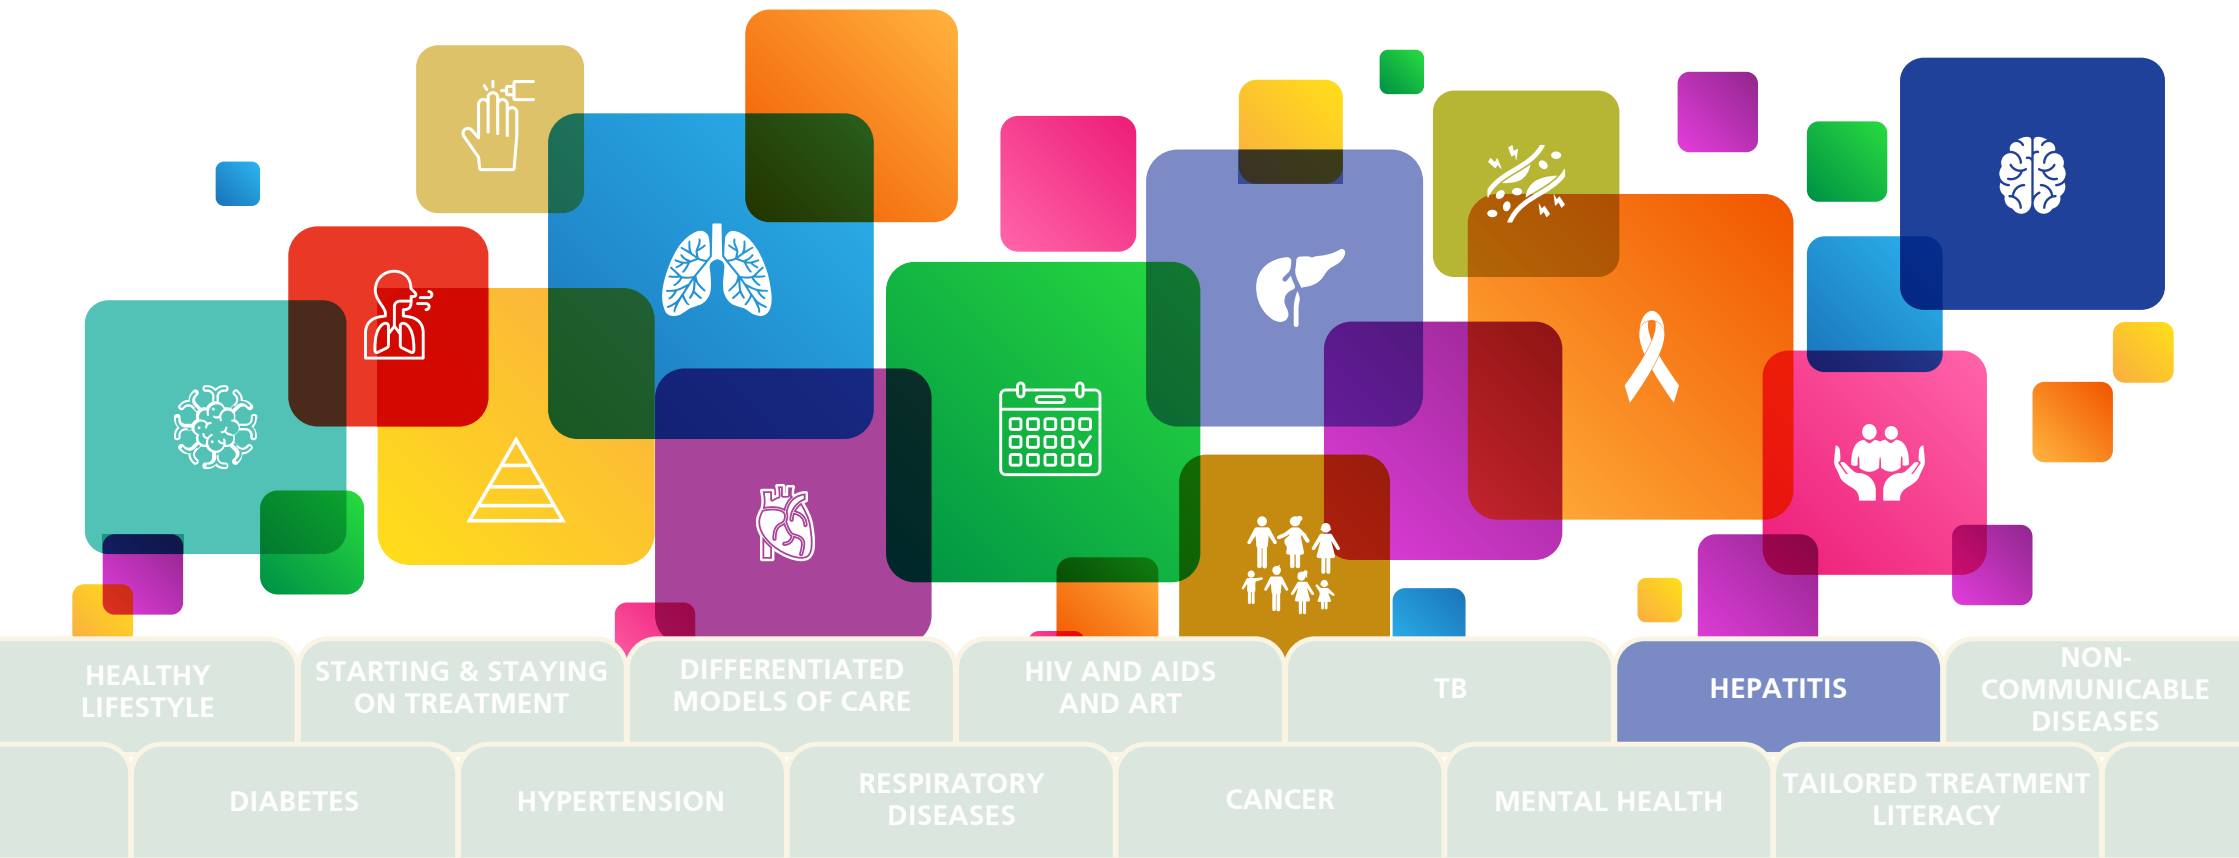 HEALTHY
LIFESTYLE
STARTING & STAYING
ON TREATMENT
DIFFERENTIATED
MODELS OF CARE
HIV AND AIDS
AND ART
TB
HEPATITIS
NON-
COMMUNICABLE
DISEASES
DIABETES
HYPERTENSION
RESPIRATORY
DISEASES
CANCER
MENTAL HEALTH
TAILORED TREATMENT
LITERACY